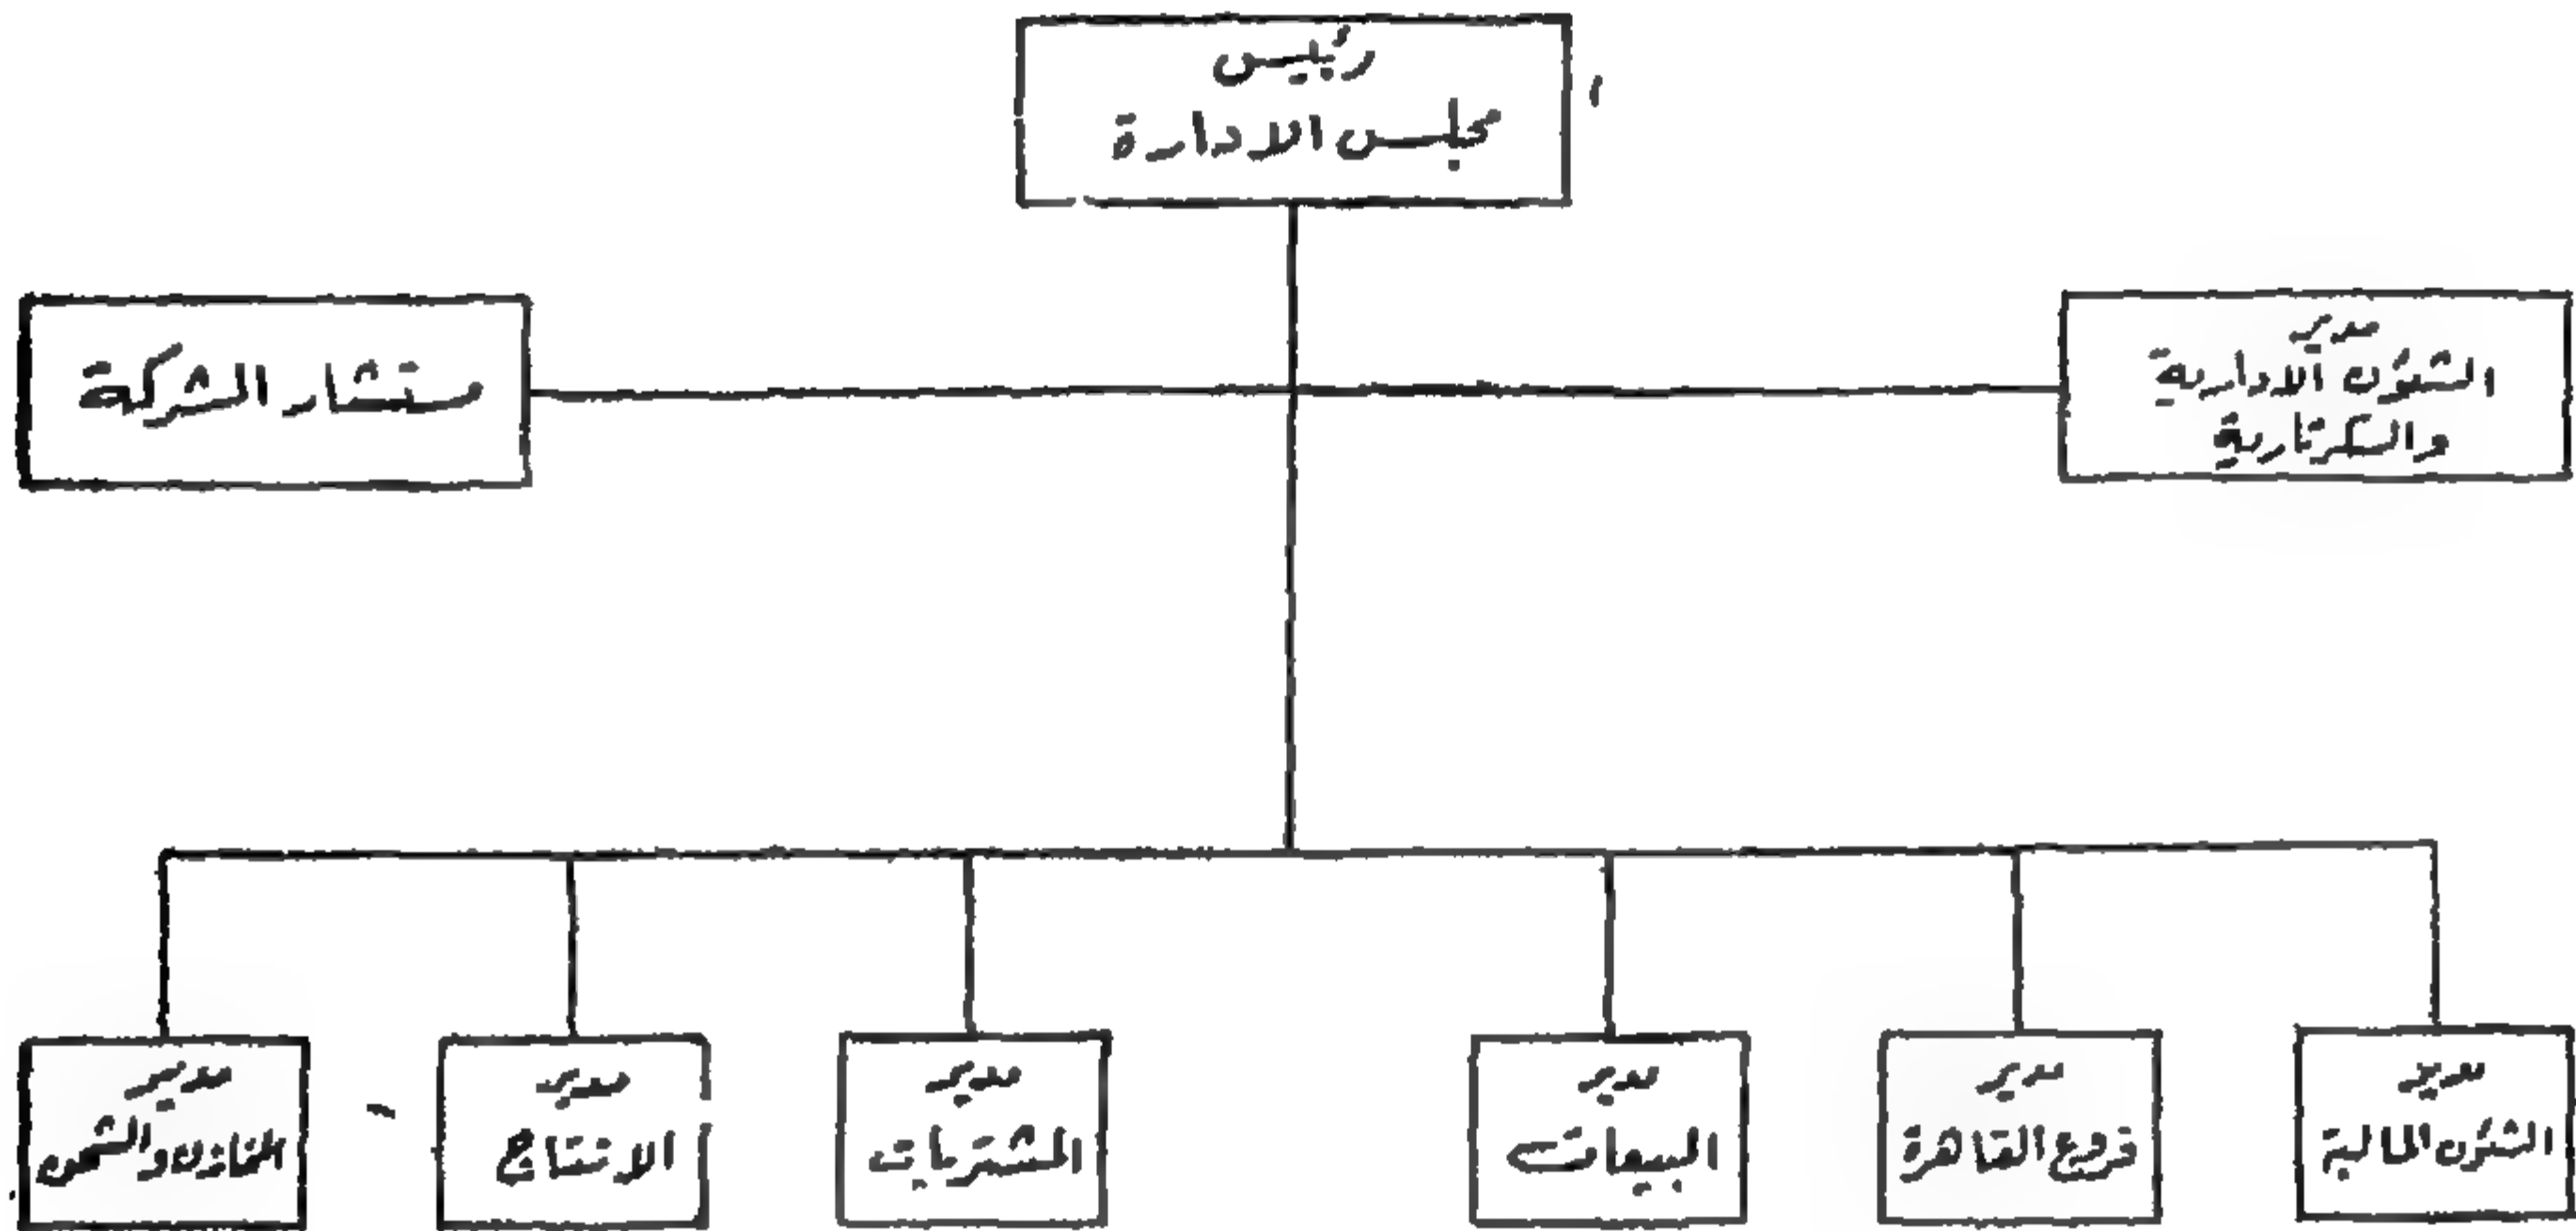 رئيس
مجلس الادارة
مدير
الشئون الادارية
والسكرتارية
مستشار الشركة
مدير
الشئون المالية
مدير
فروع القاهرة
مدير
المبيعات
مدير
المشتريات
مدير
الانتاج
مدير
المخازن والشحن